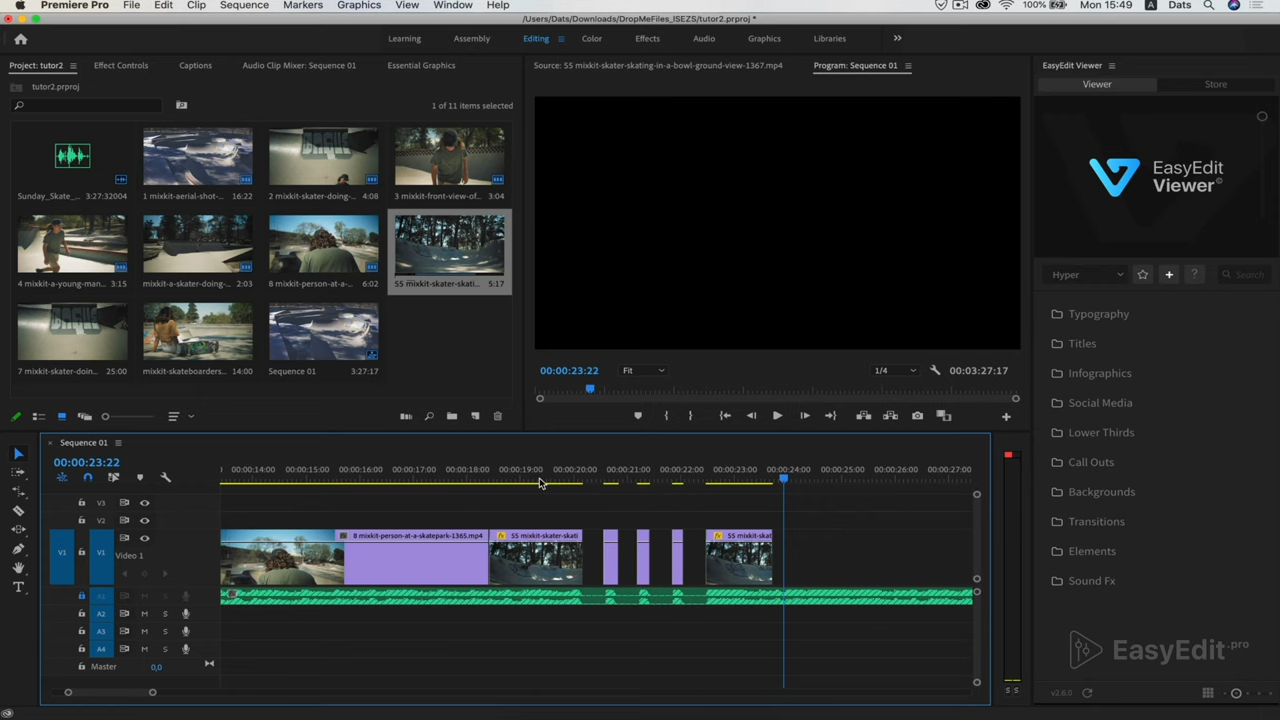 Premiere Pro File Edit Clip Sequence Markers Graphics View Window Help 100% Mon 15:49 A Dats
/Users/Dats/Downloads/DropMeFiles_ISEZS/tutor2.prproj *
Learning Assembly Editing Color Effects Audio Graphics Libraries
Project: tutor2 Effect Controls Captions Audio Clip Mixer: Sequence 01 Essential Graphics
Source: 55 mixkit-skater-skating-in-a-bowl-ground-view-1367.mp4 Program: Sequence 01
EasyEdit Viewer
Viewer Store
tutor2.prproj
1 of 11 items selected
EasyEdit
Viewer©
Sunday_Skate_... 3:27:32004 1 mixkit-aerial-shot-... 16:22 2 mixkit-skater-doing-... 4:08 3 mixkit-front-view-of... 3:04
4 mixkit-a-young-man... 3:15 mixkit-a-skater-doing-... 2:03 8 mixkit-person-at-a-... 6:02 55 mixkit-skater-skati... 5:17
7 mixkit-skater-doin... 25:00 mixkit-skateboarders... 14:00 Sequence 01 3:27:17
00:00:23:22 Fit 1/4 00:03:27:17
Hyper ? Search
Typography
Titles
Infographics
Social Media
Lower Thirds
Call Outs
Backgrounds
Transitions
Elements
Sound Fx
EasyEdit.pro
v2.6.0
× Sequence 01
00:00:23:22
00:00:14:00 00:00:15:00 00:00:16:00 00:00:17:00 00:00:18:00 00:00:19:00 00:00:20:00 00:00:21:00 00:00:22:00 00:00:23:00 00:00:24:00 00:00:25:00 00:00:26:00 00:00:27:00
V3
V2
V1 V1 Video 1
8 mixkit-person-at-a-skatepark-1365.mp4 fx 55 mixkit-skater-skati fx 55 mixkit-skat
A1 M S
A2 M S
A3 M S
A4 M S
Master 0,0
S S